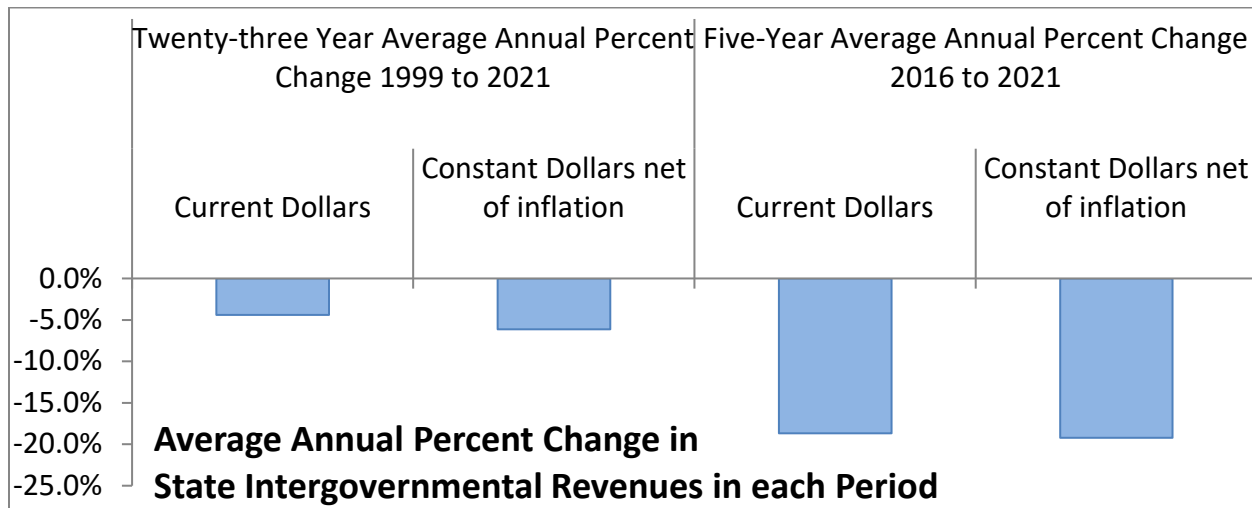 Twenty-three Year Average Annual Percent
Change 1999 to 2021
Five-Year Average Annual Percent Change
2016 to 2021
Current Dollars
Constant Dollars net
of inflation
Current Dollars
Constant Dollars net
of inflation
0.0%
-5.0%
-10.0%
-15.0%
-20.0%
-25.0%
Average Annual Percent Change in
State Intergovernmental Revenues in each Period